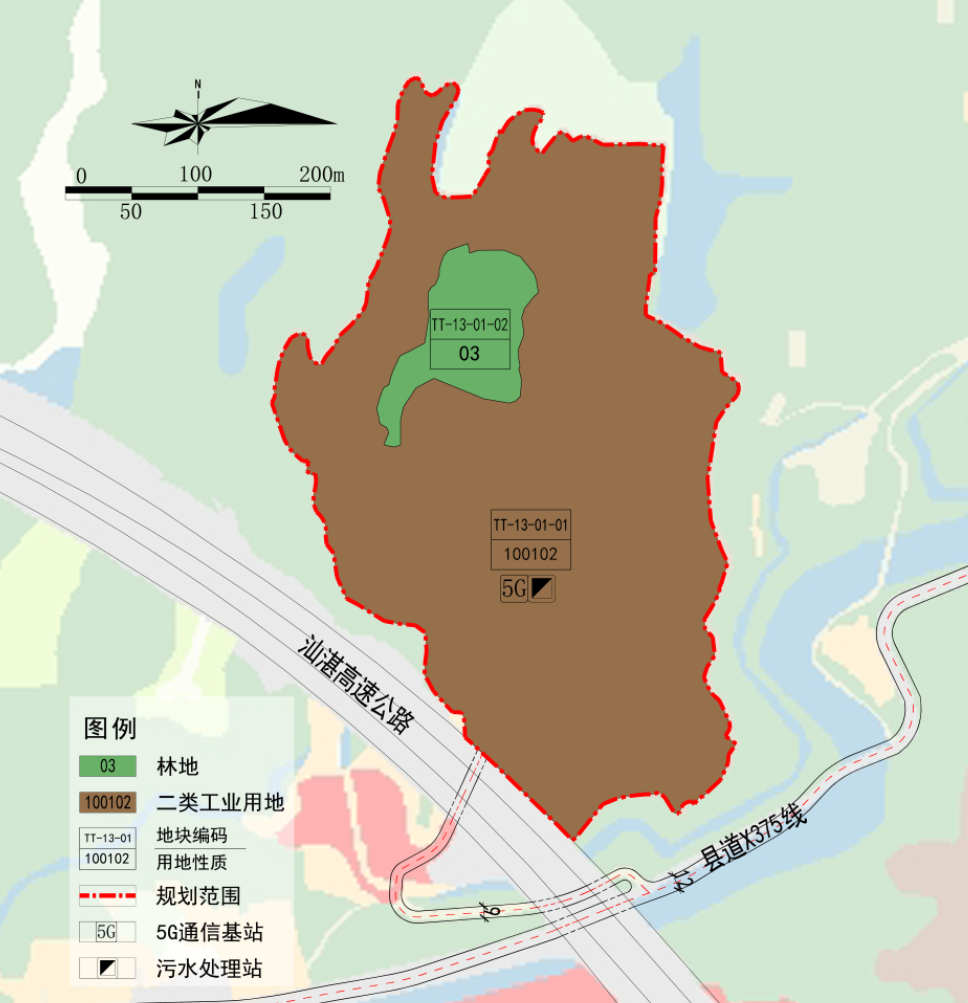 N
0 100 200m
50 150
TT-13-01-02
03
TT-13-01-01
100102
5G
汕湛高速公路
县道X375线
12
9
图例
03 林地
100102 二类工业用地
TT-13-01 地块编码
100102 用地性质
规划范围
5G 5G通信基站
污水处理站